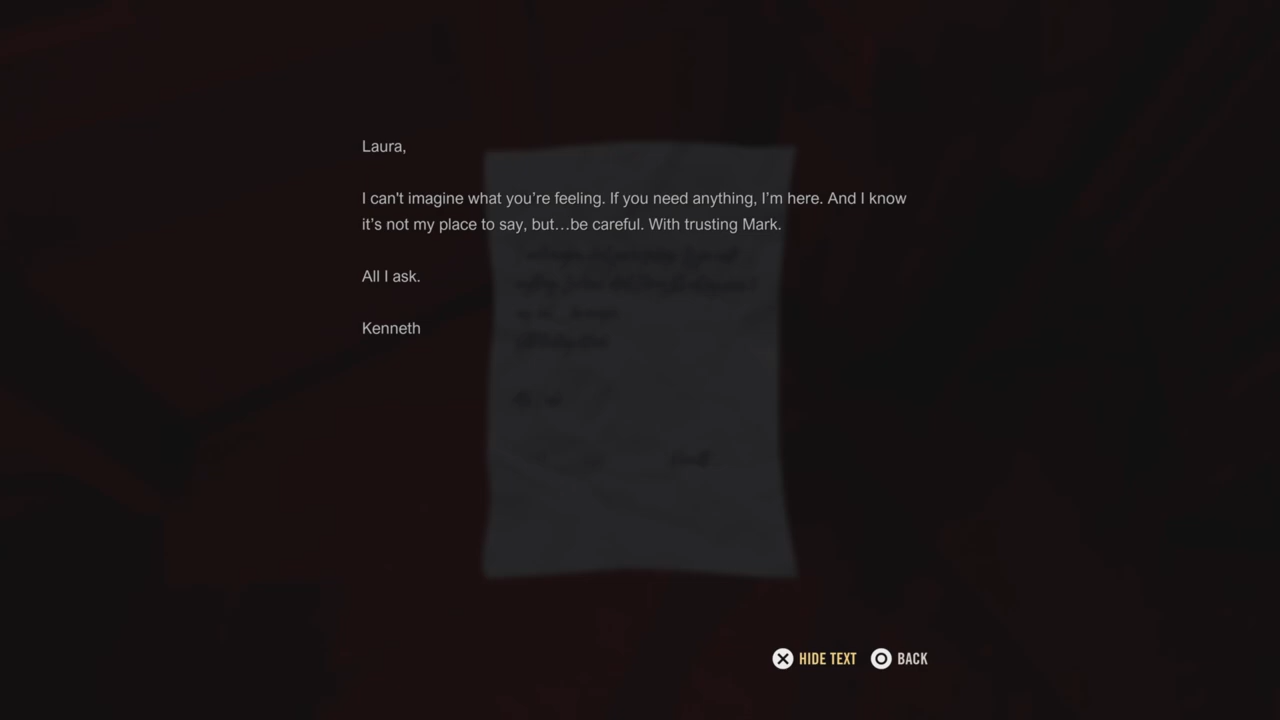 Laura,
I can't imagine what you’re feeling. If you need anything, I’m here. And I know
it’s not my place to say, but…be careful. With trusting Mark.
All I ask.
Kenneth
HIDE TEXT
BACK